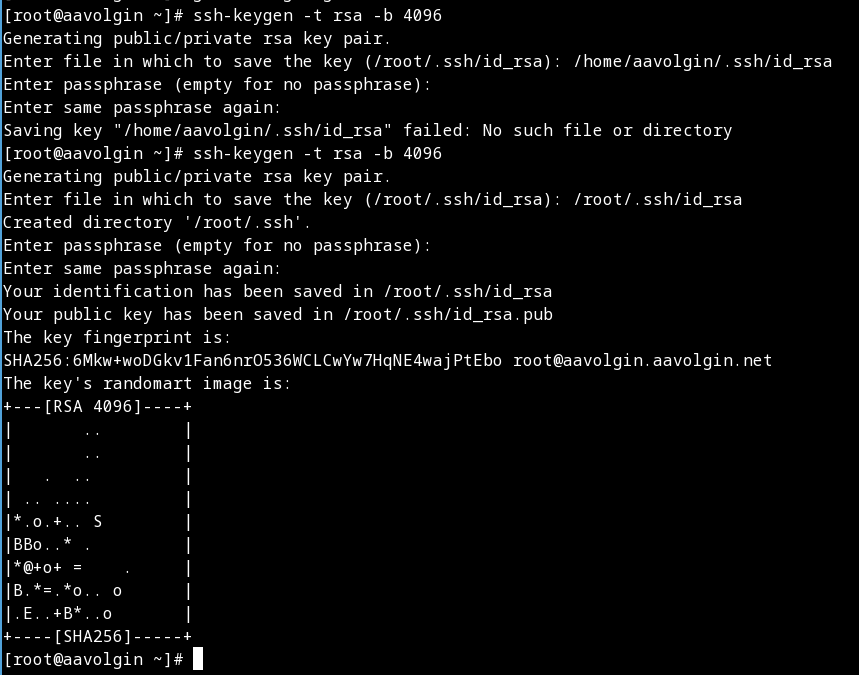 [root@aavolgin ~]# ssh-keygen -t rsa -b 4096
Generating public/private rsa key pair.
Enter file in which to save the key (/root/.ssh/id_rsa): /home/aavolgin/.ssh/id_rsa
Enter passphrase (empty for no passphrase):
Enter same passphrase again:
Saving key "/home/aavolgin/.ssh/id_rsa" failed: No such file or directory
[root@aavolgin ~]# ssh-keygen -t rsa -b 4096
Generating public/private rsa key pair.
Enter file in which to save the key (/root/.ssh/id_rsa): /root/.ssh/id_rsa
Created directory '/root/.ssh'.
Enter passphrase (empty for no passphrase):
Enter same passphrase again:
Your identification has been saved in /root/.ssh/id_rsa
Your public key has been saved in /root/.ssh/id_rsa.pub
The key fingerprint is:
SHA256:6Mkw+woDGkv1Fan6nrO536WCLCwYw7HqNE4wajPtEbo root@aavolgin.aavolgin.net
The key's randomart image is:
+---[RSA 4096]----+
|       ..        |
|       ..        |
|   .  ..         |
| .. ....         |
|*.o.+.. S        |
|BBo..* .         |
|*@+o+ =    .     |
|B.*=.*o.. o      |
|.E..+B*..o       |
+----[SHA256]-----+
[root@aavolgin ~]#